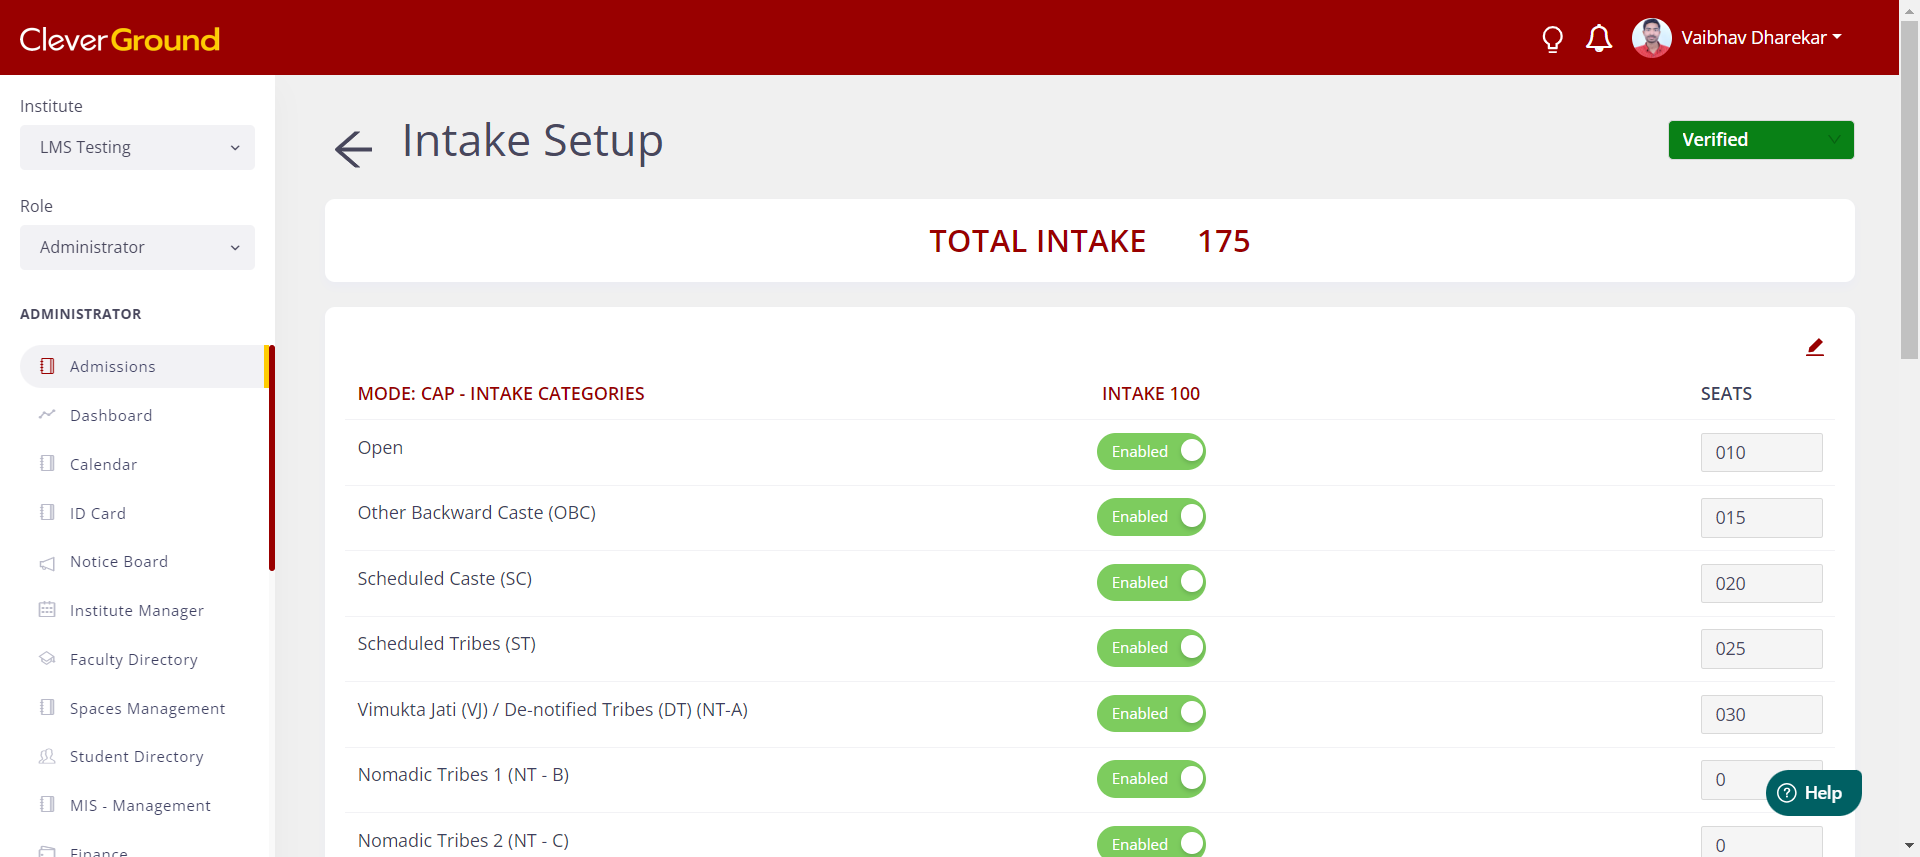 CleverGround
Vaibhav Dharekar
Institute
LMS Testing
Role
Administrator
ADMINISTRATOR
Admissions
Dashboard
Calendar
ID Card
Notice Board
Institute Manager
Faculty Directory
Spaces Management
Student Directory
MIS - Management
Finance
Intake Setup
Verified
TOTAL INTAKE 175
MODE: CAP - INTAKE CATEGORIES INTAKE 100 SEATS
Open Enabled 010
Other Backward Caste (OBC) Enabled 015
Scheduled Caste (SC) Enabled 020
Scheduled Tribes (ST) Enabled 025
Vimukta Jati (VJ) / De-notified Tribes (DT) (NT-A) Enabled 030
Nomadic Tribes 1 (NT - B) Enabled 0
Nomadic Tribes 2 (NT - C) Enabled 0
Help